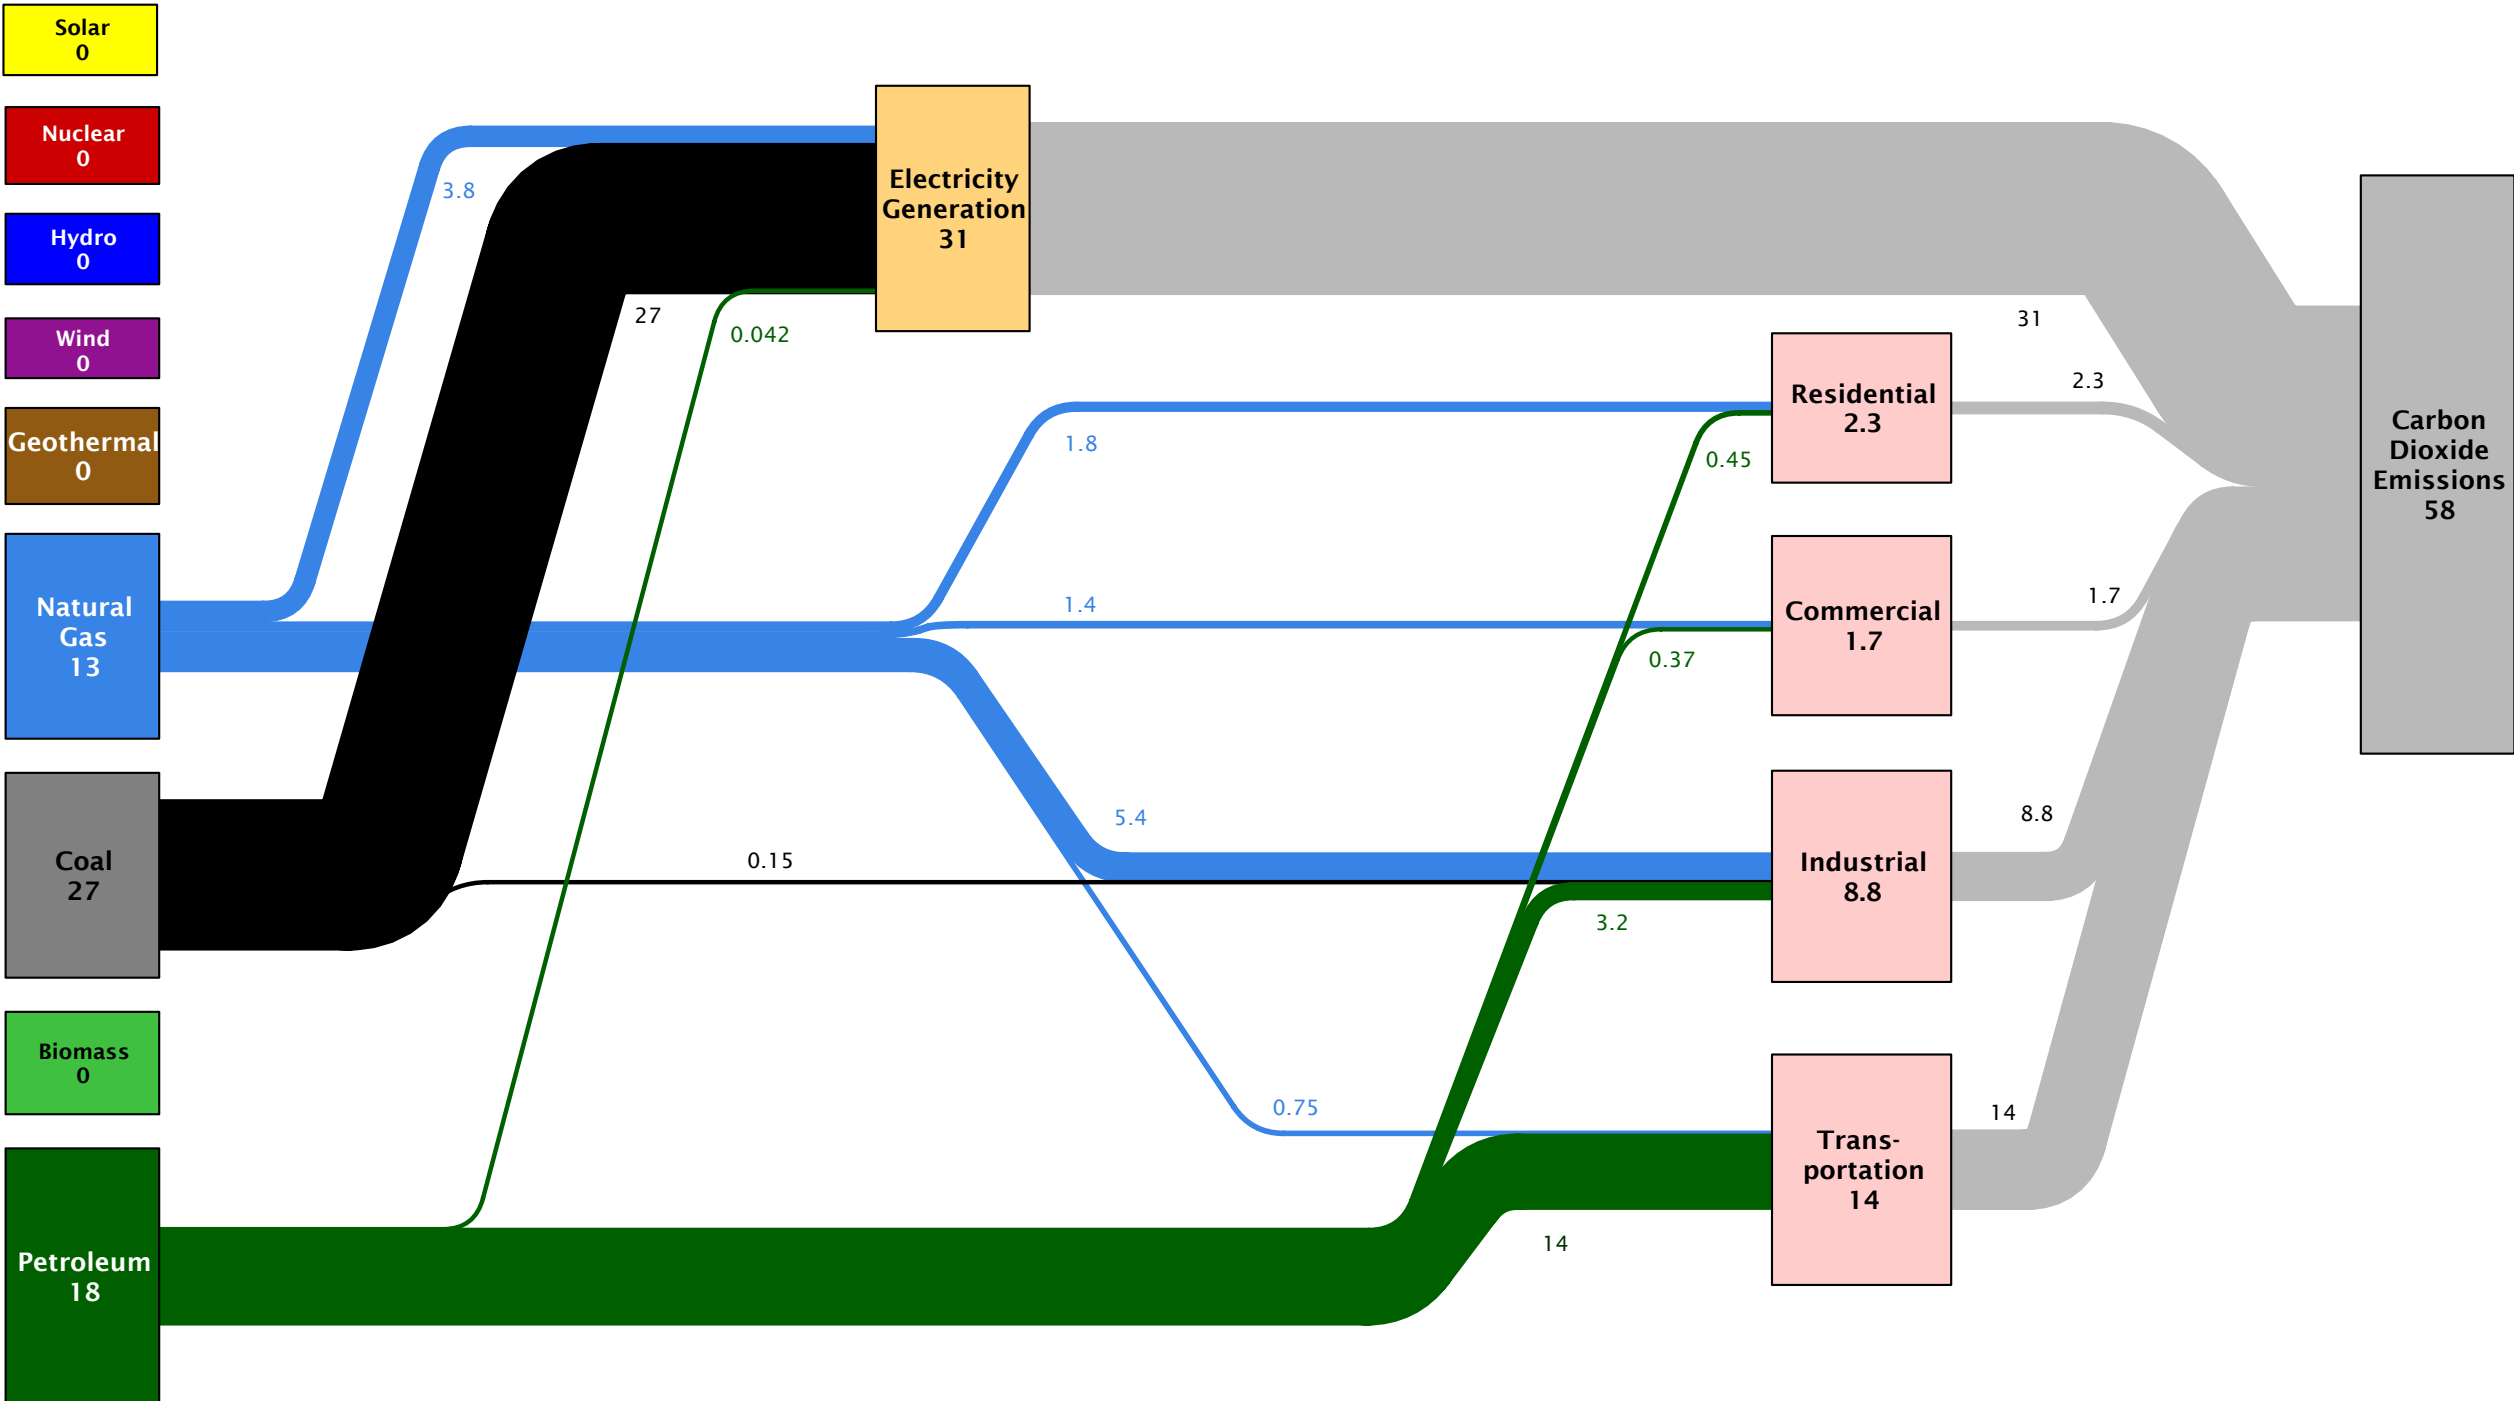 Solar
0
Nuclear
0
Hydro
0
Wind
0
Geothermal
0
Natural
Gas
13
Coal
27
Biomass
0
Petroleum
18
3.8
27
0.042
Electricity
Generation
31
1.8
1.4
5.4
0.15
0.75
0.45
0.37
3.2
14
Residential
2.3
Commercial
1.7
Industrial
8.8
Trans-
portation
14
31
2.3
1.7
8.8
14
Carbon
Dioxide
Emissions
58